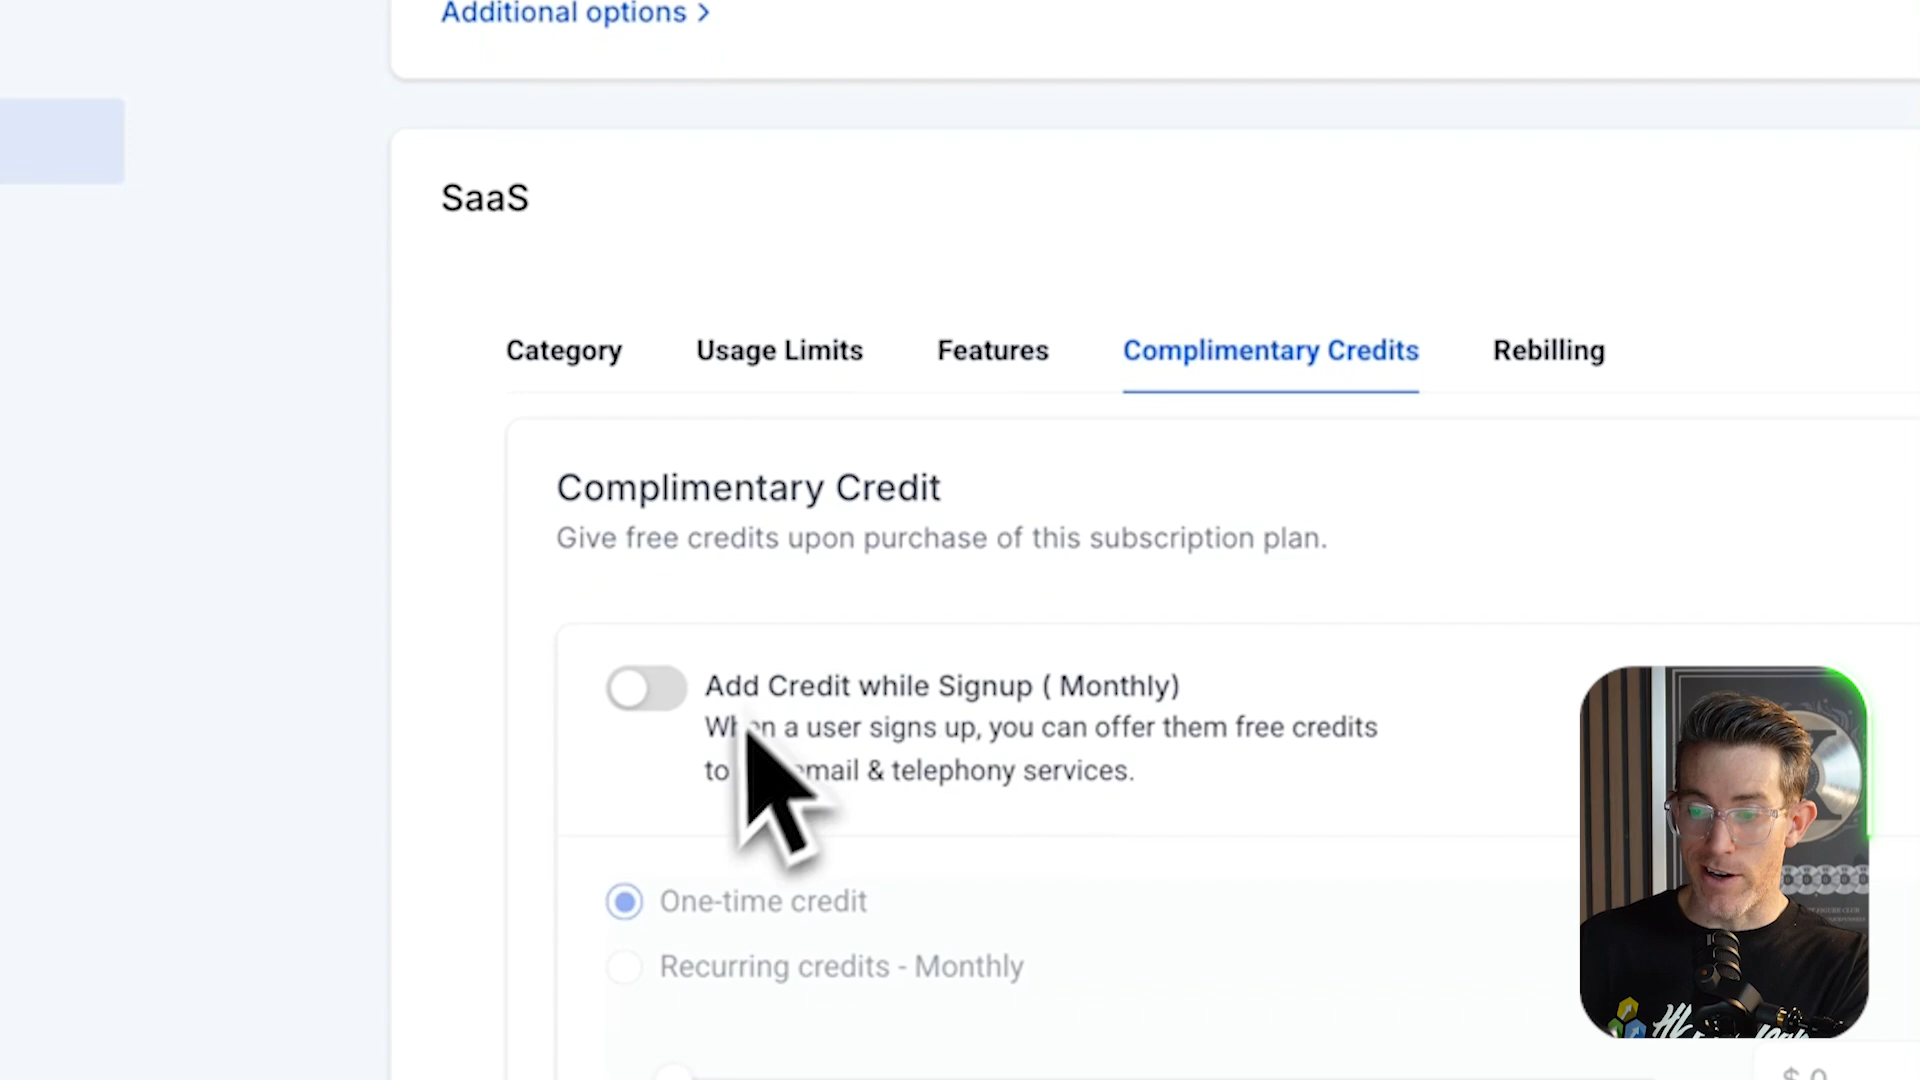 Additional options >
SaaS
Category Usage Limits Features Complimentary Credits Rebilling
Complimentary Credit
Give free credits upon purchase of this subscription plan.
Add Credit while Signup ( Monthly)
When a user signs up, you can offer them free credits
to email & telephony services.
One-time credit
Recurring credits - Monthly
$ 0